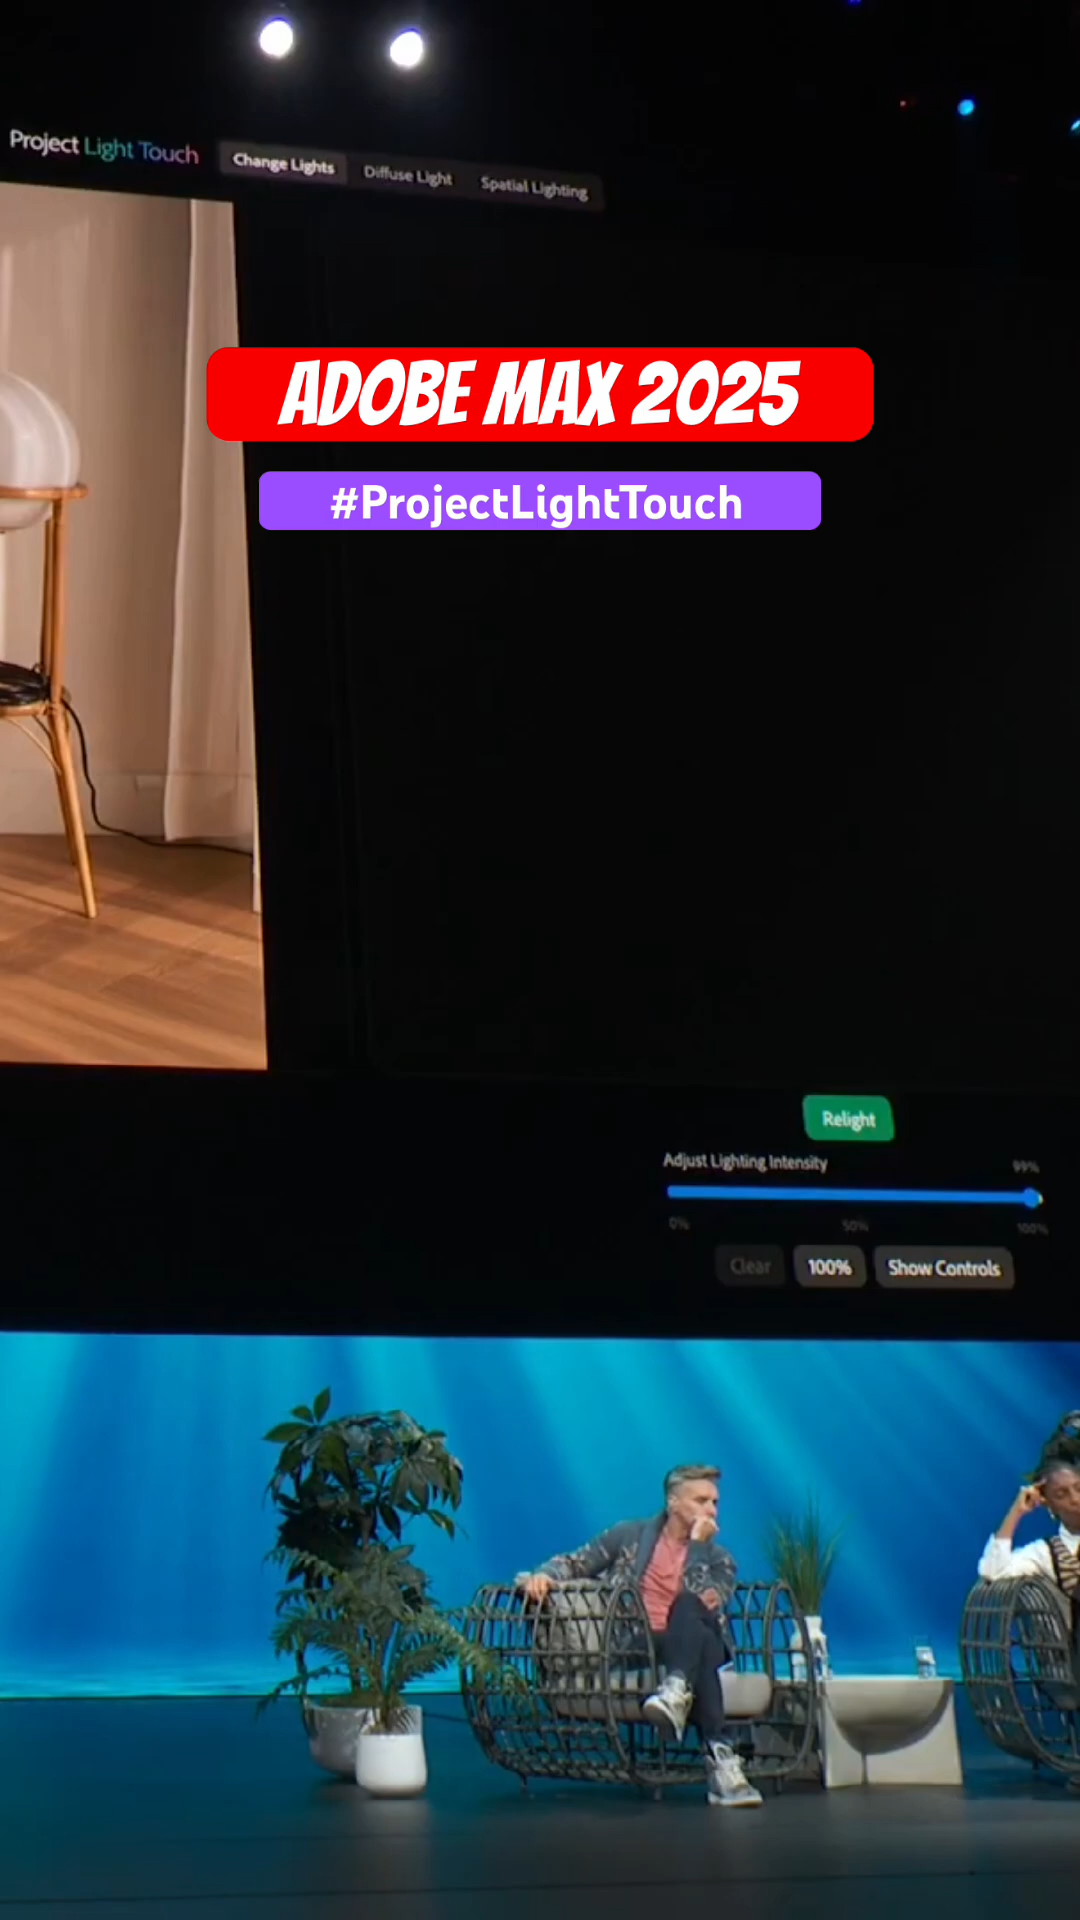 Project Light Touch
Change Lights
Diffuse Light
Spatial Lighting
ADOBE MAX 2025
#ProjectLightTouch
Relight
Adjust Lighting Intensity
99%
0%
50%
100%
Clear
100%
Show Controls